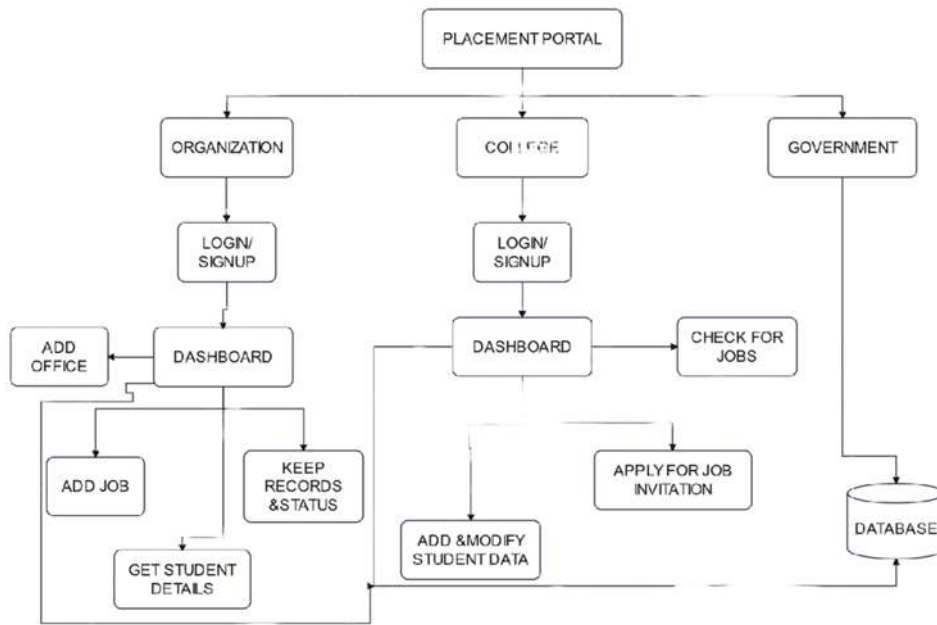 PLACEMENT PORTAL
ORGANIZATION
COLLEGE
GOVERNMENT
LOGIN/
SIGNUP
LOGIN/
SIGNUP
ADD
OFFICE
DASHBOARD
DASHBOARD
CHECK FOR
JOBS
ADD JOB
KEEP
RECORDS
&STATUS
APPLY FOR JOB
INVITATION
GET STUDENT
DETAILS
ADD &MODIFY
STUDENT DATA
DATABASE